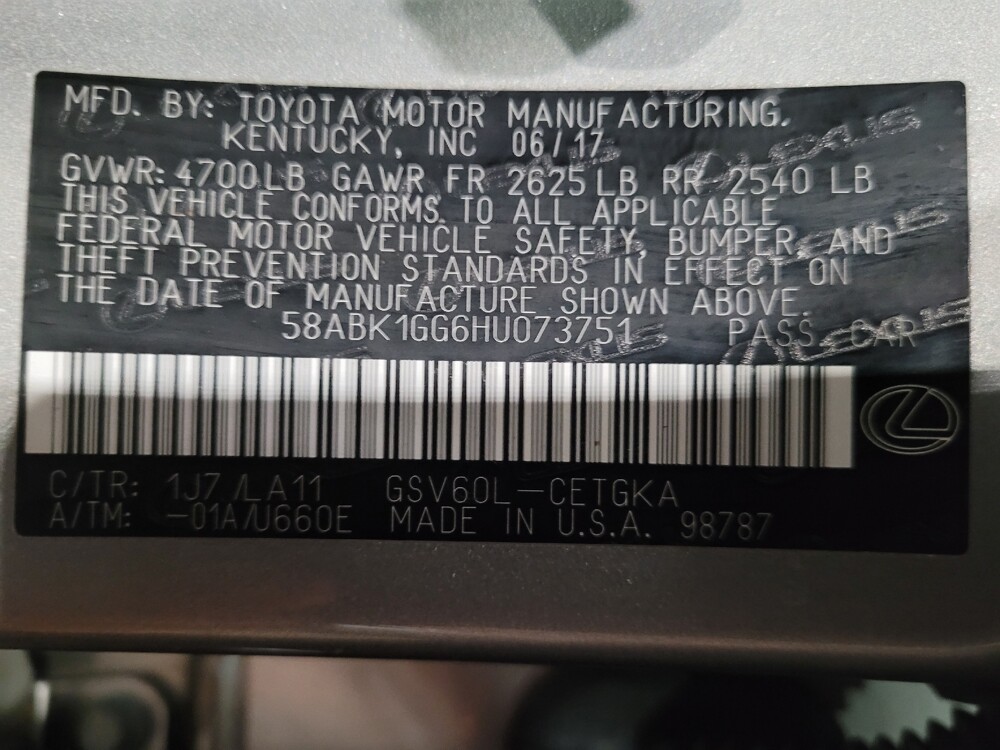 MFD. BY: TOYOTA MOTOR MANUFACTURING.
KENTUCKY, INC 06/17
GVWR: 4700LB GAWR FR 2625LB RR 2540 LB
THIS VEHICLE CONFORMS TO ALL APPLICABLE
FEDERAL MOTOR VEHICLE SAFETY, BUMPER, AND
THEFT PREVENTION STANDARDS IN EFFECT ON
THE DATE OF MANUFACTURE SHOWN ABOVE.
58ABK1GG6HU073751 PASS CAR
C/TR: 1J7 /LA11 GSV60L-CETGKA
A/TM: -01A/U660E MADE IN U.S.A. 98787